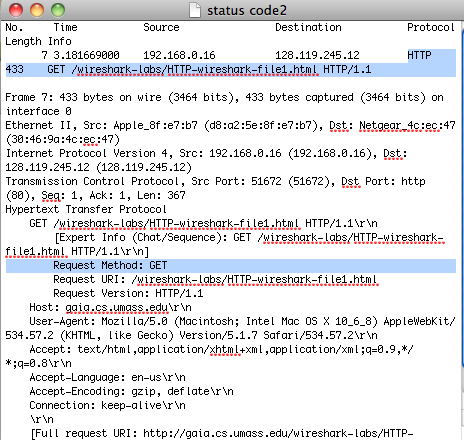 status code2
No. Time Source Destination Protocol
Length Info
7 3.181669000 192.168.0.16 128.119.245.12 HTTP
433 GET /wireshark-labs/HTTP-wireshark-file1.html HTTP/1.1
Frame 7: 433 bytes on wire (3464 bits), 433 bytes captured (3464 bits) on
interface 0
Ethernet II, Src: Apple_8f:e7:b7 (d8:a2:5e:8f:e7:b7), Dst: Netgear_4c:ec:47
(30:46:9a:4c:ec:47)
Internet Protocol Version 4, Src: 192.168.0.16 (192.168.0.16), Dst:
128.119.245.12 (128.119.245.12)
Transmission Control Protocol, Src Port: 51672 (51672), Dst Port: http
(80), Seq: 1, Ack: 1, Len: 367
Hypertext Transfer Protocol
GET /wireshark-labs/HTTP-wireshark-file1.html HTTP/1.1\r\n
[Expert Info (Chat/Sequence): GET /wireshark-labs/HTTP-wireshark-
file1.html HTTP/1.1\r\n]
Request Method: GET
Request URI: /wireshark-labs/HTTP-wireshark-file1.html
Request Version: HTTP/1.1
Host: gaia.cs.umass.edu\r\n
User-Agent: Mozilla/5.0 (Macintosh; Intel Mac OS X 10_6_8) AppleWebKit/
534.57.2 (KHTML, like Gecko) Version/5.1.7 Safari/534.57.2\r\n
Accept: text/html,application/xhtml+xml,application/xml;q=0.9,*/
*;q=0.8\r\n
Accept-Language: en-us\r\n
Accept-Encoding: gzip, deflate\r\n
Connection: keep-alive\r\n
\r\n
[Full request URI: http://gaia.cs.umass.edu/wireshark-labs/HTTP-